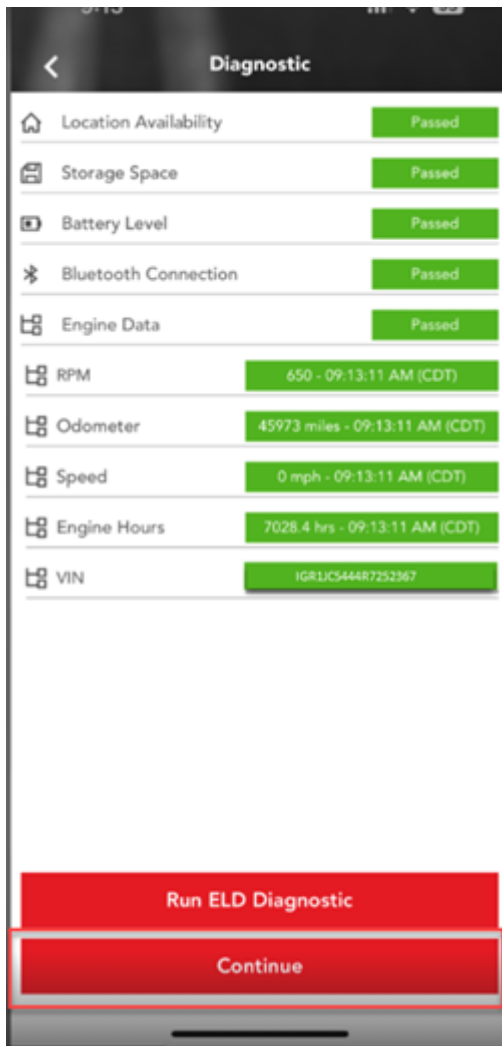 Diagnostic
Location Availability Passed
Storage Space Passed
Battery Level Passed
Bluetooth Connection Passed
Engine Data Passed
RPM 650 - 09:13:11 AM (CDT)
Odometer 45973 miles - 09:13:11 AM (CDT)
Speed 0 mph - 09:13:11 AM (CDT)
Engine Hours 7028.4 hrs - 09:13:11 AM (CDT)
VIN IGR1JC5444R7252367
Run ELD Diagnostic
Continue